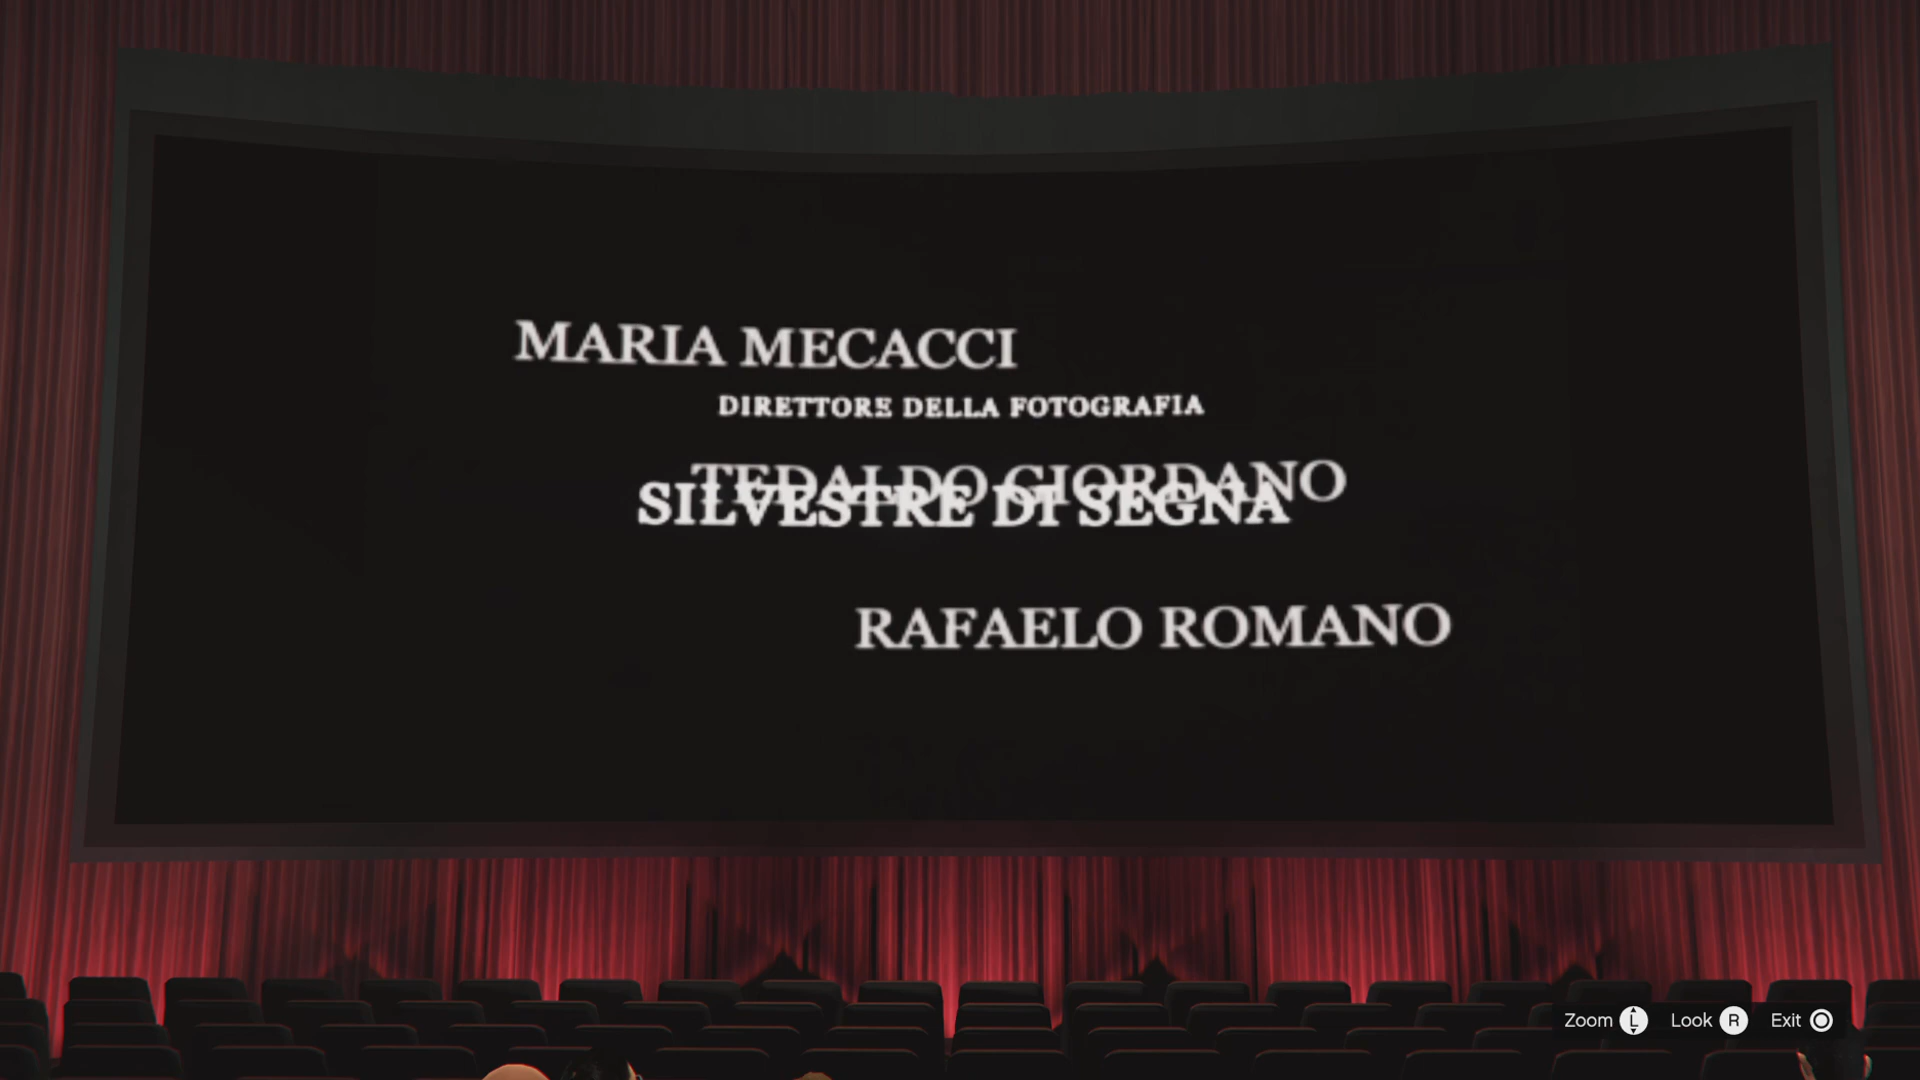 MARIA MECACCI
DIRETTORE DELLA FOTOGRAFIA
TEDALDO GIORDANO
SILVESTRE DI SEGNA
RAFAELO ROMANO
Zoom L Look R Exit